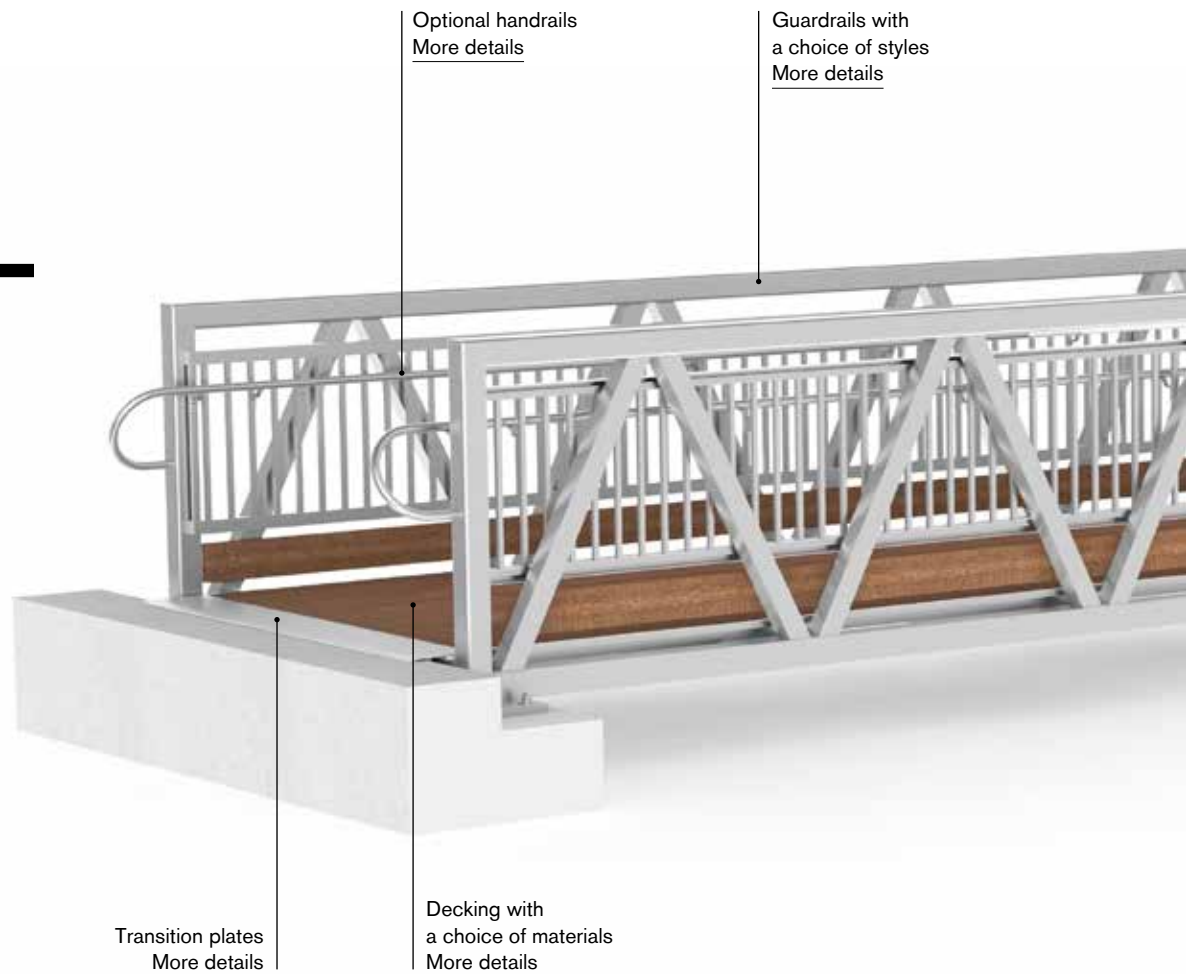 Optional handrails
More details
Guardrails with
a choice of styles
More details
Transition plates
More details
Decking with
a choice of materials
More details